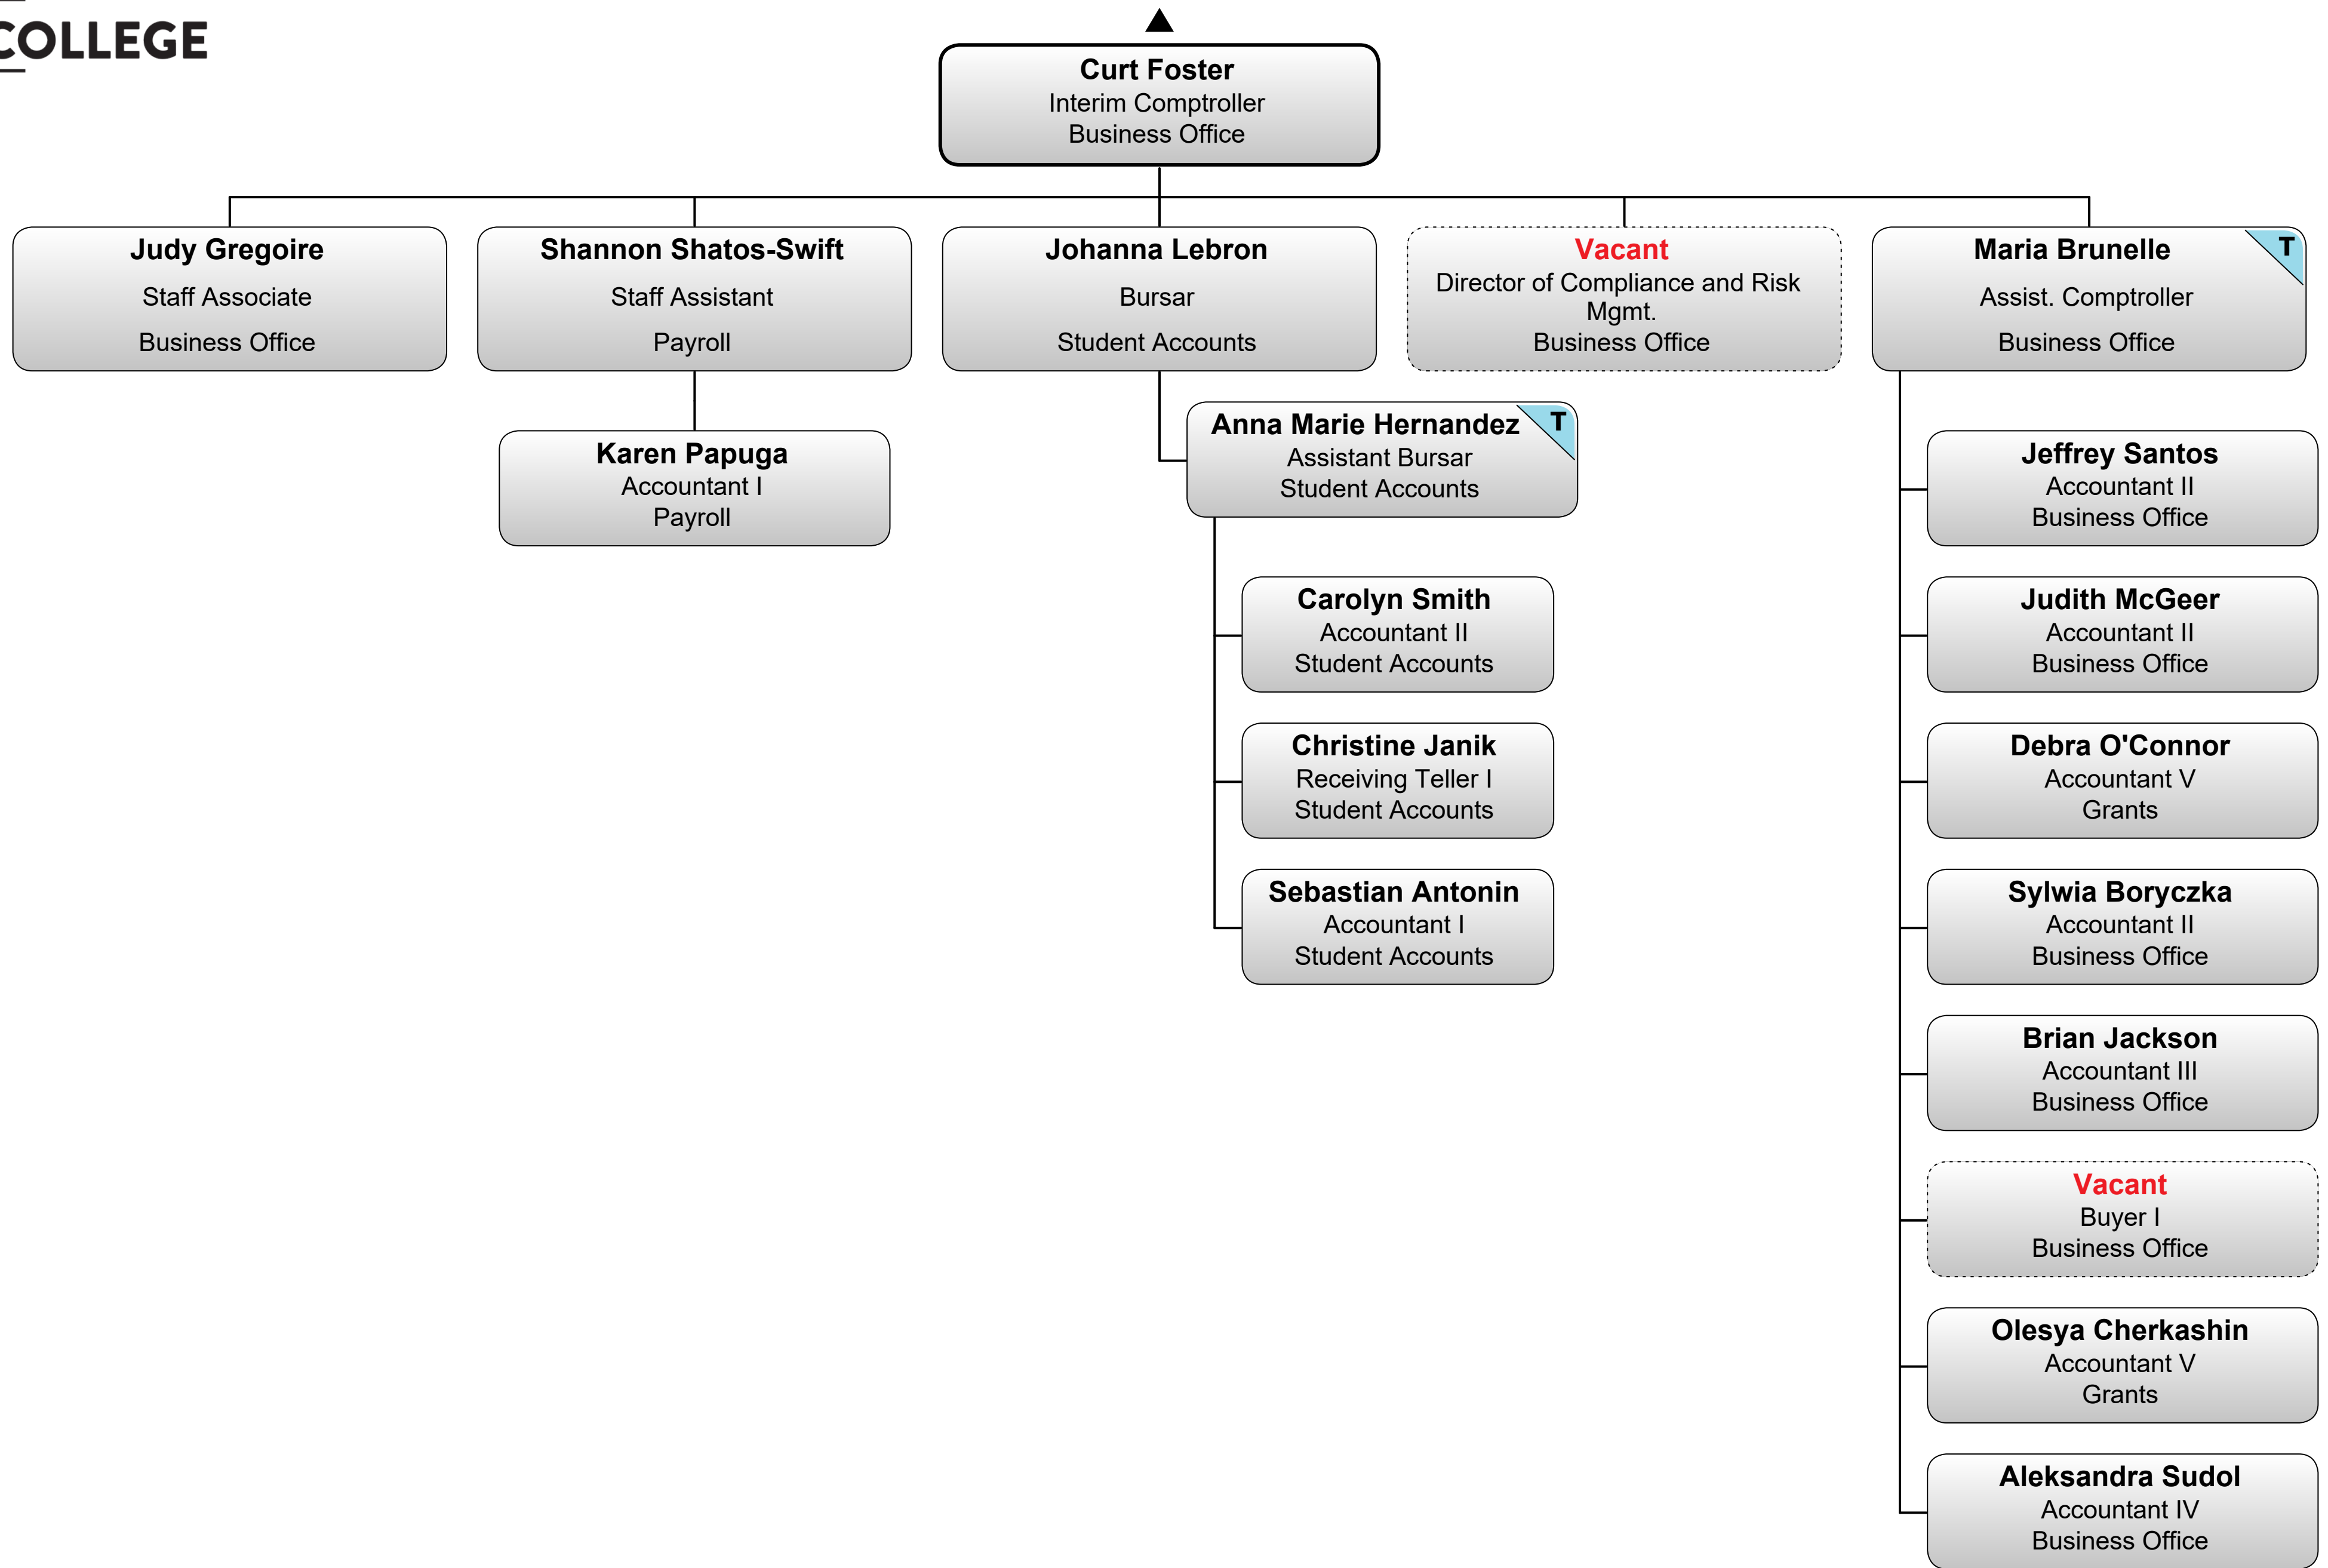 COLLEGE
Curt Foster
Interim Comptroller
Business Office
Judy Gregoire
Staff Associate
Business Office
Shannon Shatos-Swift
Staff Assistant
Payroll
Johanna Lebron
Bursar
Student Accounts
Vacant
Director of Compliance and Risk
Mgmt.
Business Office
Maria Brunelle
T
Assist. Comptroller
Business Office
Karen Papuga
Accountant I
Payroll
Anna Marie Hernandez
T
Assistant Bursar
Student Accounts
Carolyn Smith
Accountant II
Student Accounts
Christine Janik
Receiving Teller I
Student Accounts
Sebastian Antonin
Accountant I
Student Accounts
Jeffrey Santos
Accountant II
Business Office
Judith McGeer
Accountant II
Business Office
Debra O'Connor
Accountant V
Grants
Sylwia Boryczka
Accountant II
Business Office
Brian Jackson
Accountant III
Business Office
Vacant
Buyer I
Business Office
Olesya Cherkashin
Accountant V
Grants
Aleksandra Sudol
Accountant IV
Business Office